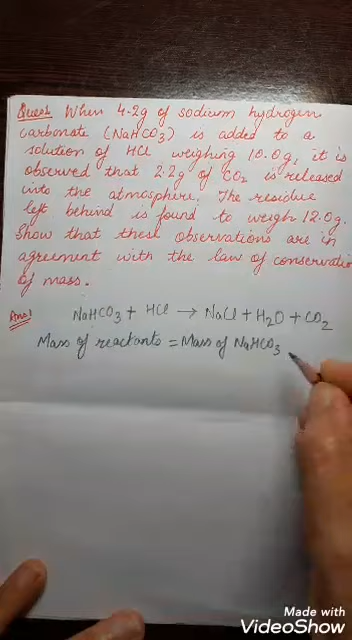 Ques:- When 4.2g of sodium hydrogen
carbonate (NaHCO3) is added to a
solution of HCl weighing 10.0g, it is
observed that 2.2g of CO2 is released
into the atmosphere. The residue
left behind is found to weigh 12.0g.
Show that these observations are in
agreement with the law of conservation
of mass.
Ans:- NaHCO3 + HCl → NaCl + H2O + CO2
Mass of reactants = Mass of NaHCO3
Made with
VideoShow